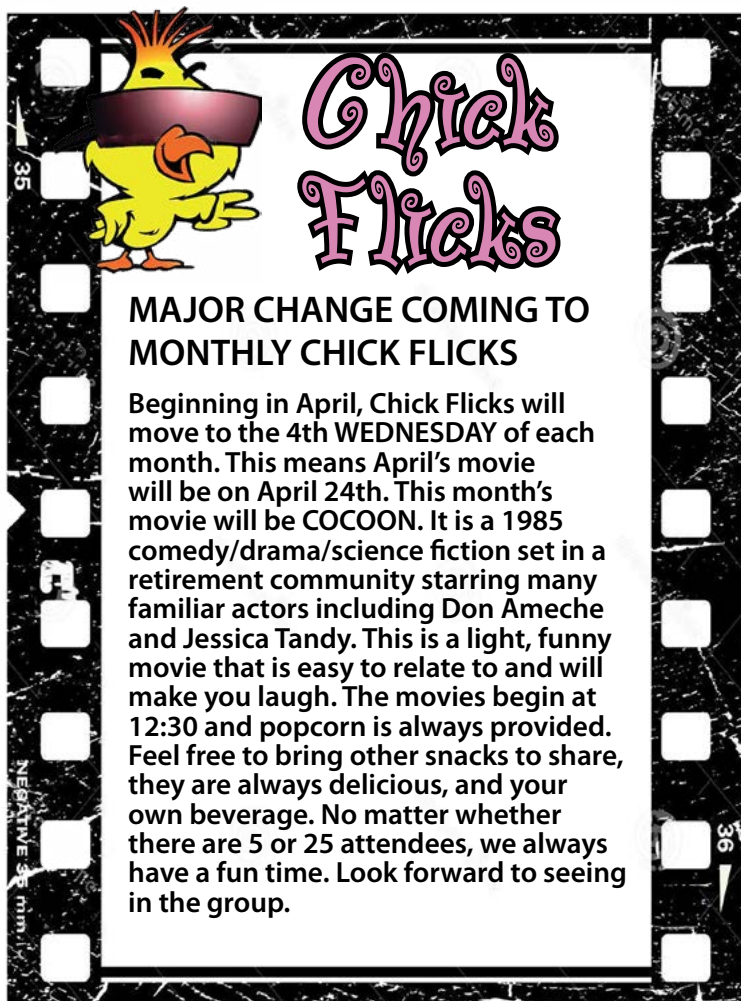 Chick
Flicks
MAJOR CHANGE COMING TO
MONTHLY CHICK FLICKS
Beginning in April, Chick Flicks will
move to the 4th WEDNESDAY of each
month. This means April’s movie
will be on April 24th. This month’s
movie will be COCOON. It is a 1985
comedy/drama/science fiction set in a
retirement community starring many
familiar actors including Don Ameche
and Jessica Tandy. This is a light, funny
movie that is easy to relate to and will
make you laugh. The movies begin at
12:30 and popcorn is always provided.
Feel free to bring other snacks to share,
they are always delicious, and your
own beverage. No matter whether
there are 5 or 25 attendees, we always
have a fun time. Look forward to seeing
in the group.
35
NEGATIVE 35 mm
36